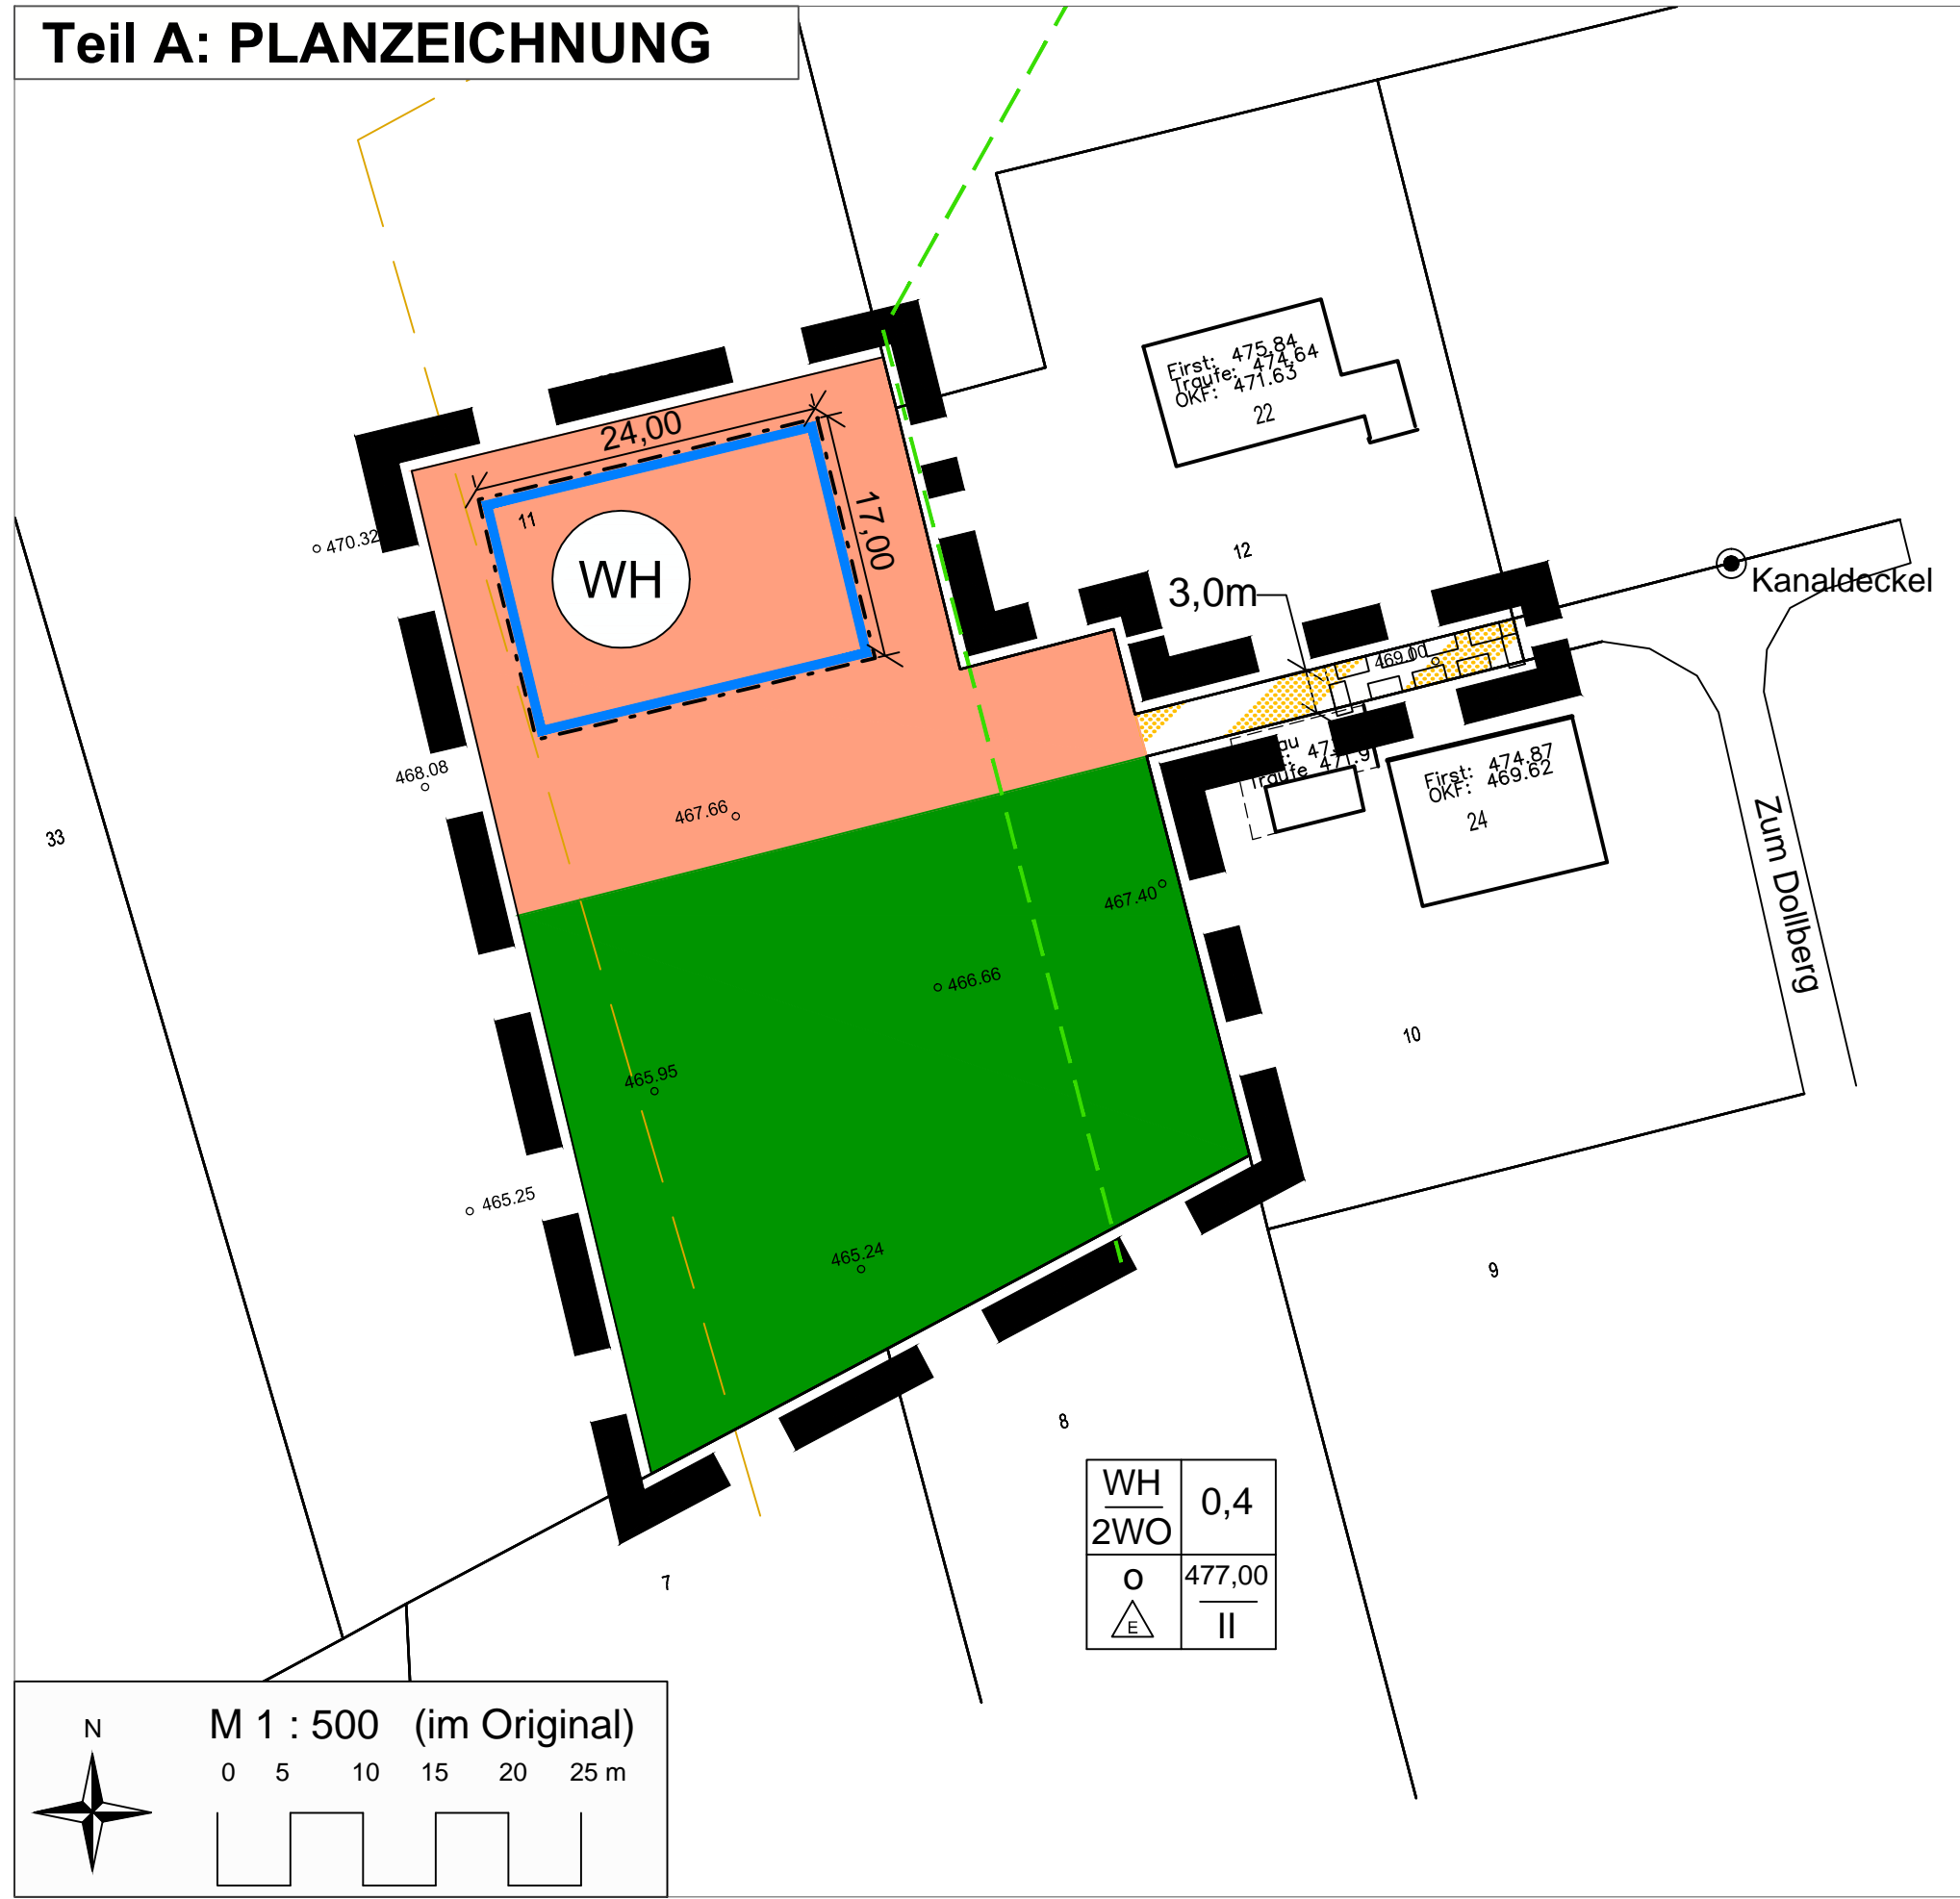 Teil A: PLANZEICHNUNG
First: 475.84
Traufe: 474.64
OKF: 471.63
22
24,00
11
17,00
WH
470.32
12
3,0m
Kanaldeckel
469.00
468.08
467.66
First: 474.87
OKF: 469.62
24
Traufe 471.9
33
Zum Dollberg
467.40
466.66
10
465.95
465.25
465.24
9
8
7
WH
2WO
0,4
o
E
477,00
II
N
M 1 : 500 (im Original)
0 5 10 15 20 25 m